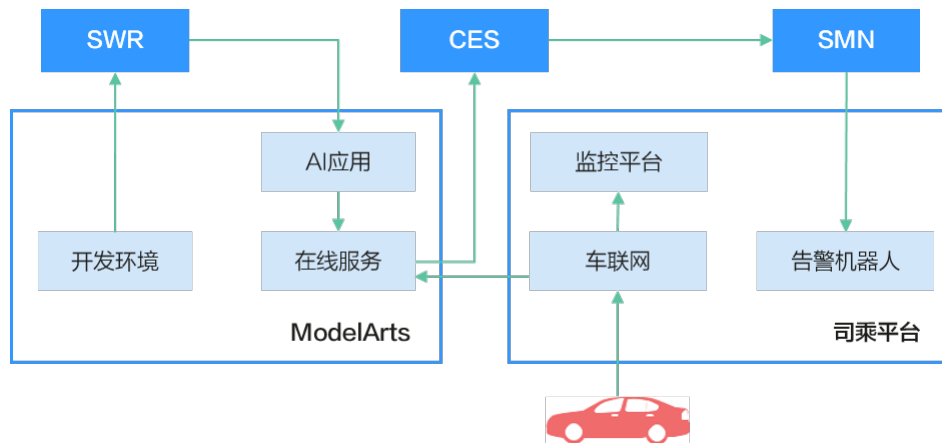 SWR
CES
SMN
AI应用
监控平台
开发环境
在线服务
车联网
告警机器人
ModelArts
司乘平台